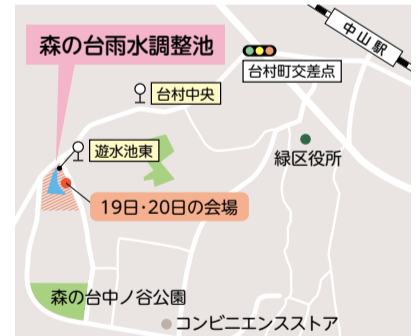 中山駅
森の台雨水調整池
台村町交差点
台村中央
遊水池東
緑区役所
19日・20日の会場
森の台中ノ谷公園
コンビニエンスストア